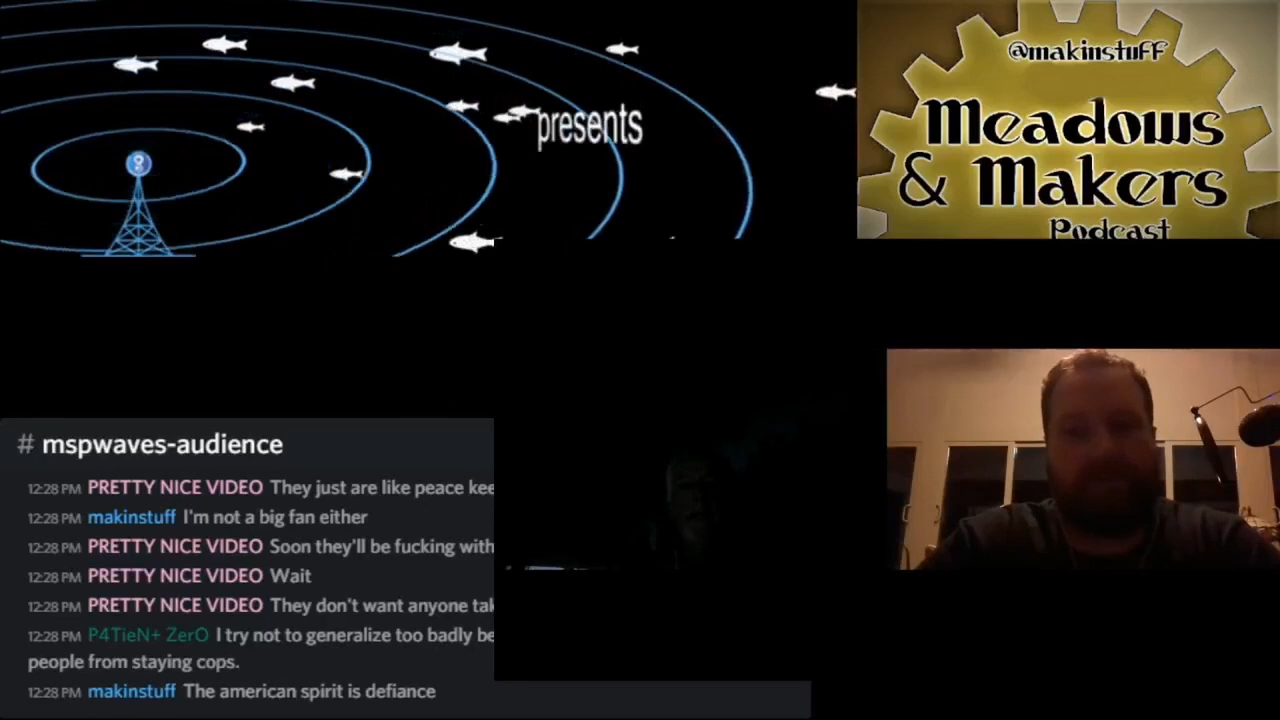 presents
@makinstuff
Meadows
& Makers
Podcast
# mspwaves-audience
12:28 PM PRETTY NICE VIDEO They just are like peace kee
12:28 PM makinstuff I'm not a big fan either
12:28 PM PRETTY NICE VIDEO Soon they'll be fucking with
12:28 PM PRETTY NICE VIDEO Wait
12:28 PM PRETTY NICE VIDEO They don't want anyone tak
12:28 PM P4TieN+ ZerO I try not to generalize too badly be
people from staying cops.
12:28 PM makinstuff The american spirit is defiance